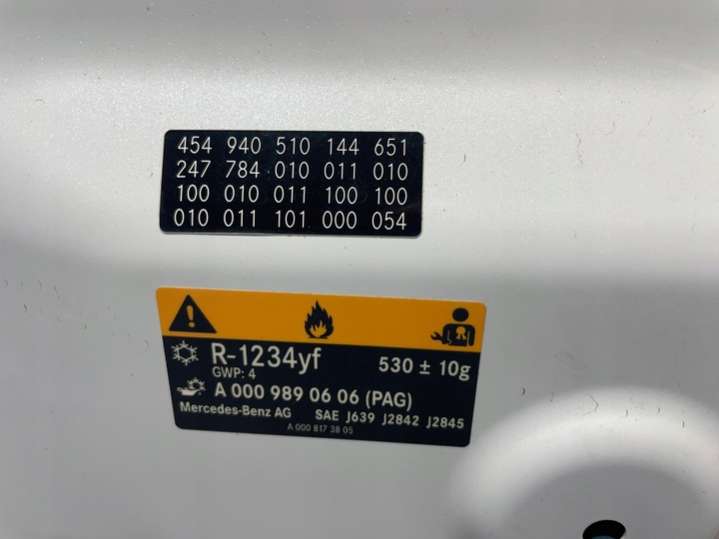 454 940 510 144 651
247 784 010 011 010
100 010 011 100 100
010 011 101 000 054
R-1234yf 530 ± 10g
GWP: 4
A 000 989 06 06 (PAG)
Mercedes-Benz AG SAE J639 J2842 J2845
A 000 817 38 05